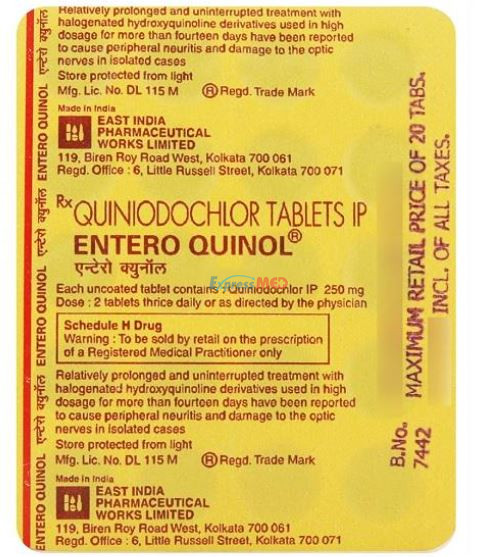 Relatively prolonged and uninterrupted treatment with
halogenated hydroxyquinoline derivatives used in high
dosage for more than fourteen days have been reported
to cause peripheral neuritis and damage to the optic
nerves in isolated cases
Store protected from light
Mfg. Lic. No. DL 115 M ® Regd. Trade Mark
Made in India
EAST INDIA
PHARMACEUTICAL
WORKS LIMITED
119, Biren Roy Road West, Kolkata 700 061
Regd. Office : 6, Little Russell Street, Kolkata 700 071
Rx QUINIODOCHLOR TABLETS IP
ENTERO QUINOL®
एन्टेरो क्युनॉल
ExpressMED
Each uncoated tablet contains : Quiniodochlor IP 250 mg
Dose : 2 tablets thrice daily or as directed by the physician
Schedule H Drug
Warning : To be sold by retail on the prescription
of a Registered Medical Practitioner only
Relatively prolonged and uninterrupted treatment with
halogenated hydroxyquinoline derivatives used in high
dosage for more than fourteen days have been reported
to cause peripheral neuritis and damage to the optic
nerves in isolated cases
Store protected from light
Mfg. Lic. No. DL 115 M ® Regd. Trade Mark
Made in India
EAST INDIA
PHARMACEUTICAL
WORKS LIMITED
119, Biren Roy Road West, Kolkata 700 061
Regd. Office : 6, Little Russell Street, Kolkata 700 071
ENTERO QUINOL एन्टेरो क्युनॉल ENTERO QUINOL एन्टेरो क्युनॉल ENTERO QUINOL एन्टेरो क्युनॉल
MAXIMUM RETAIL PRICE OF 20 TABS.
INCL. OF ALL TAXES.
B.No.
7442